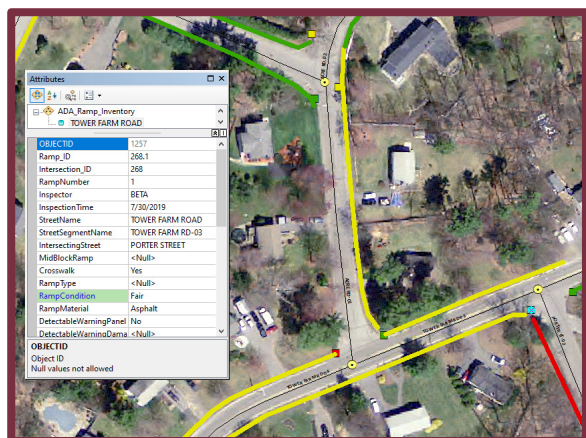 Attributes
ADA_Ramp_Inventory
TOWER FARM ROAD
OBJECTID 1257
Ramp_ID 268.1
Intersection_ID 268
RampNumber 1
Inspector BETA
InspectionTime 7/30/2019
StreetName TOWER FARM ROAD
StreetSegmentName TOWER FARM RD-03
IntersectingStreet PORTER STREET
MidBlockRamp <Null>
Crosswalk Yes
RampType <Null>
RampCondition Fair
RampMaterial Asphalt
DetectableWarningPanel No
DetectableWarningDama <Null>
OBJECTID
Object ID
Null values not allowed